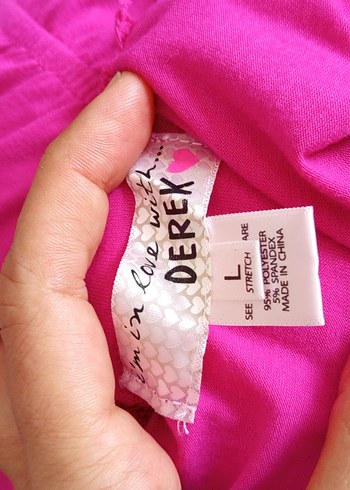 i'm in love with....
DEREK
L
SEE STRETCH ARE
95% POLYESTER
5% SPANDEX
MADE IN CHINA